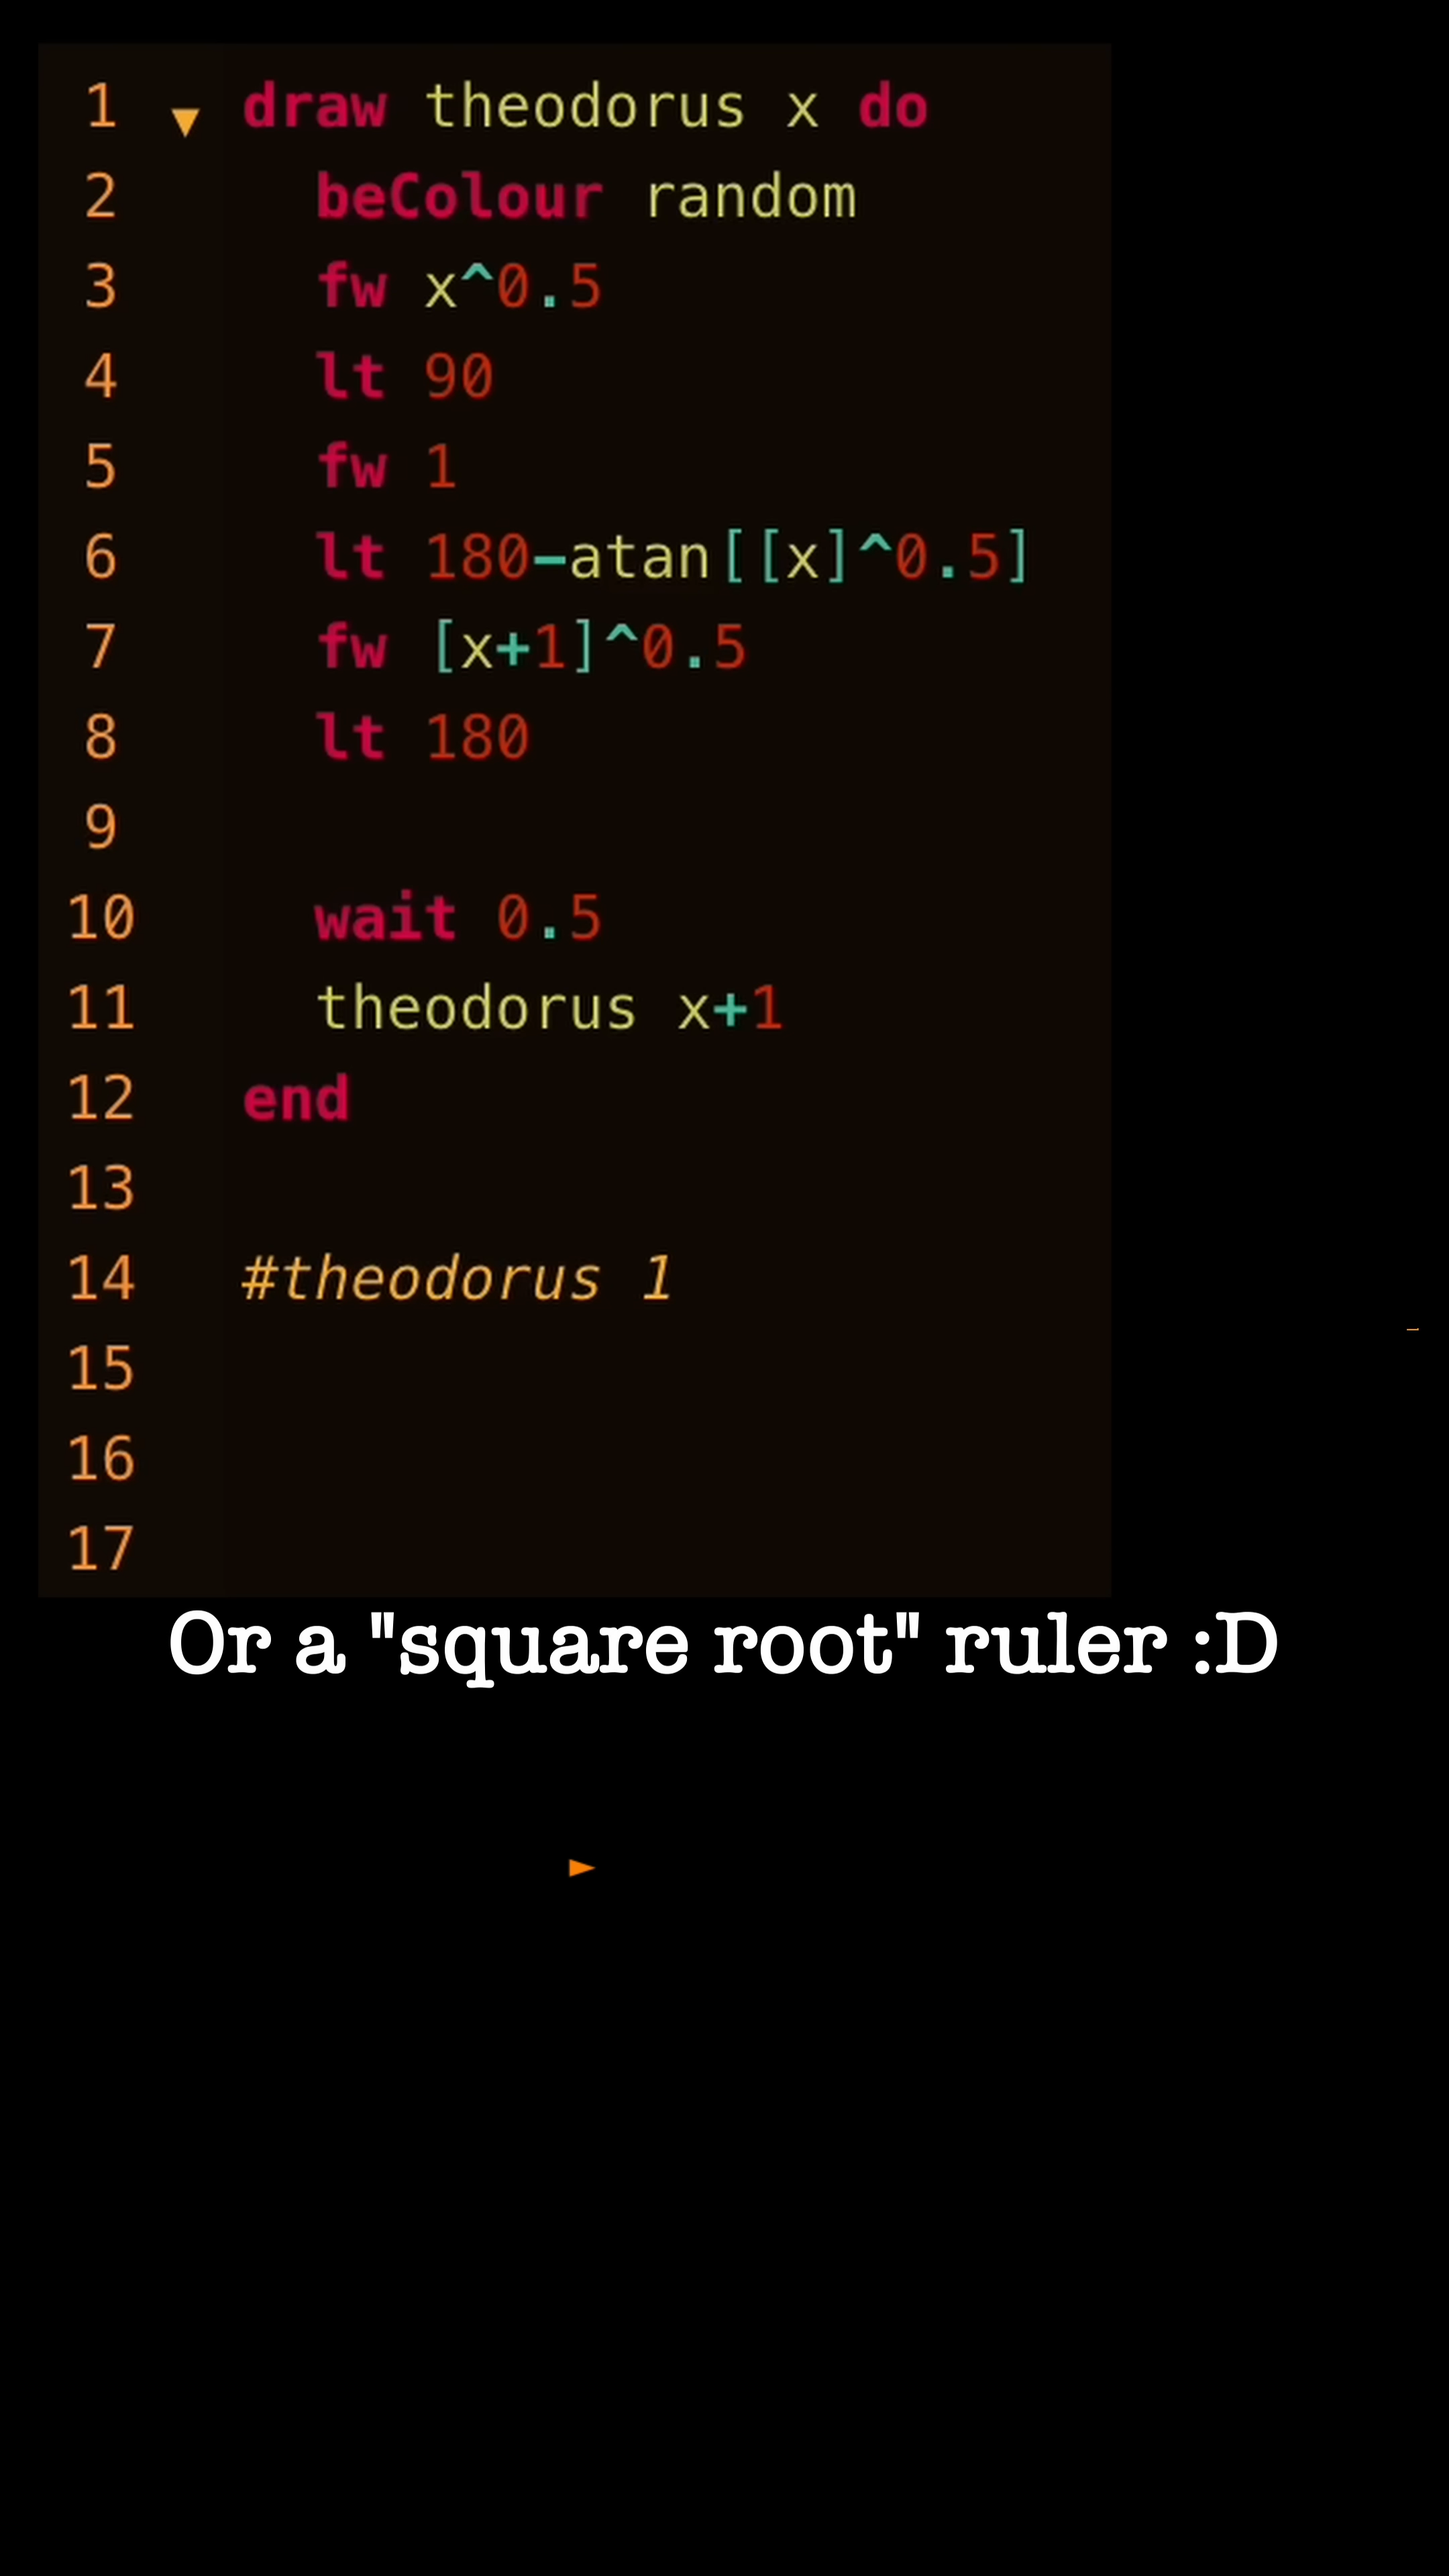 1 ▼ draw theodorus x do
2 beColour random
3 fw x^0.5
4 lt 90
5 fw 1
6 lt 180-atan[[x]^0.5]
7 fw [x+1]^0.5
8 lt 180
9
10 wait 0.5
11 theodorus x+1
12 end
13
14 #theodorus 1
15
16
17
Or a "square root" ruler :D